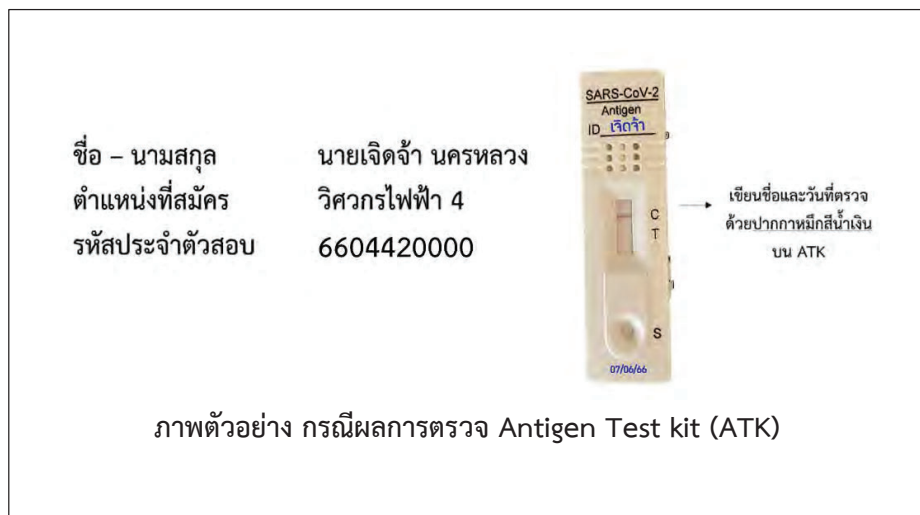 SARS-CoV-2
Antigen
ID เจิดจ้า
ชื่อ – นามสกุล นายเจิดจ้า นครหลวง
ตำแหน่งที่สมัคร วิศวกรไฟฟ้า 4
รหัสประจำตัวสอบ 6604420000
C
T
S
07/06/66
เขียนชื่อและวันที่ตรวจ
ด้วยปากกาหมึกสีน้ำเงิน
บน ATK
ภาพตัวอย่าง กรณีผลการตรวจ Antigen Test kit (ATK)